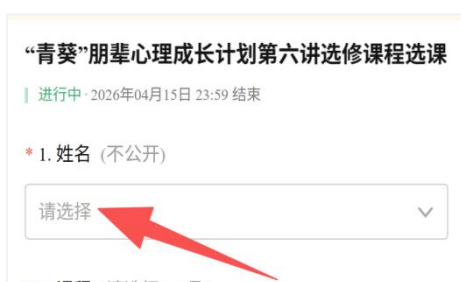 “青葵”朋辈心理成长计划第六讲选修课程选课
进行中 · 2026年04月15日 23:59 结束
* 1. 姓名 (不公开)
请选择